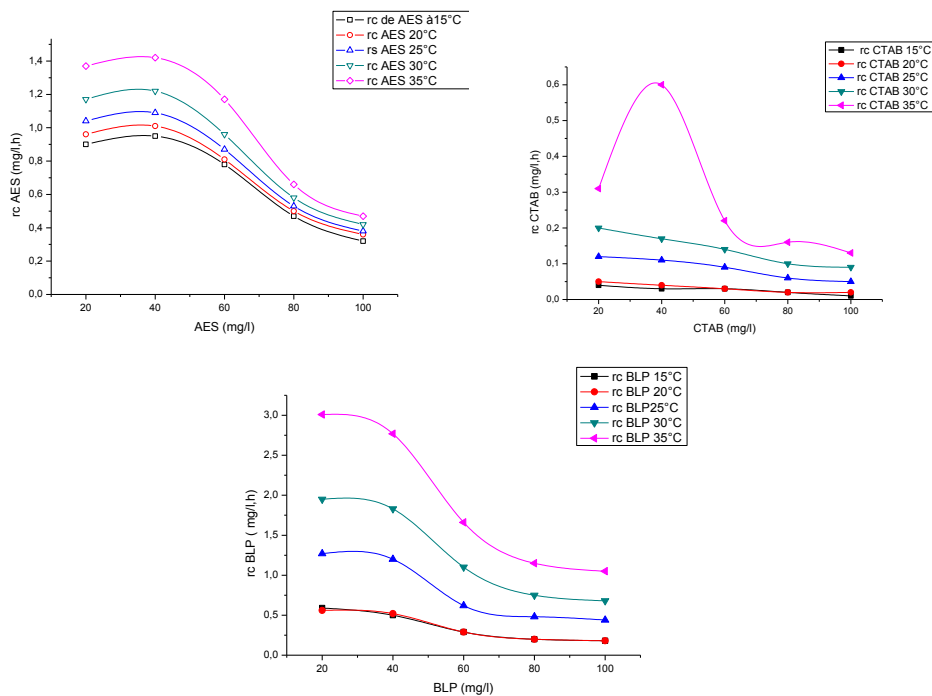 rc de AES à15°C
rc AES 20°C
rs AES 25°C
rc AES 30°C
rc AES 35°C
1,4
1,2
1,0
0,8
0,6
0,4
0,2
0,0
rc AES (mg/l,h)
20
40
60
80
100
AES (mg/l)
rc CTAB 15°C
rc CTAB 20°C
rc CTAB 25°C
rc CTAB 30°C
rc CTAB 35°C
0,6
0,5
0,4
0,3
0,2
0,1
0,0
rc CTAB (mg/l,h)
20
40
60
80
100
CTAB (mg/l)
rc BLP 15°C
rc BLP 20°C
rc BLP25°C
rc BLP 30°C
rc BLP 35°C
3,0
2,5
2,0
1,5
1,0
0,5
0,0
rc BLP ( mg/l,h)
20
40
60
80
100
BLP (mg/l)